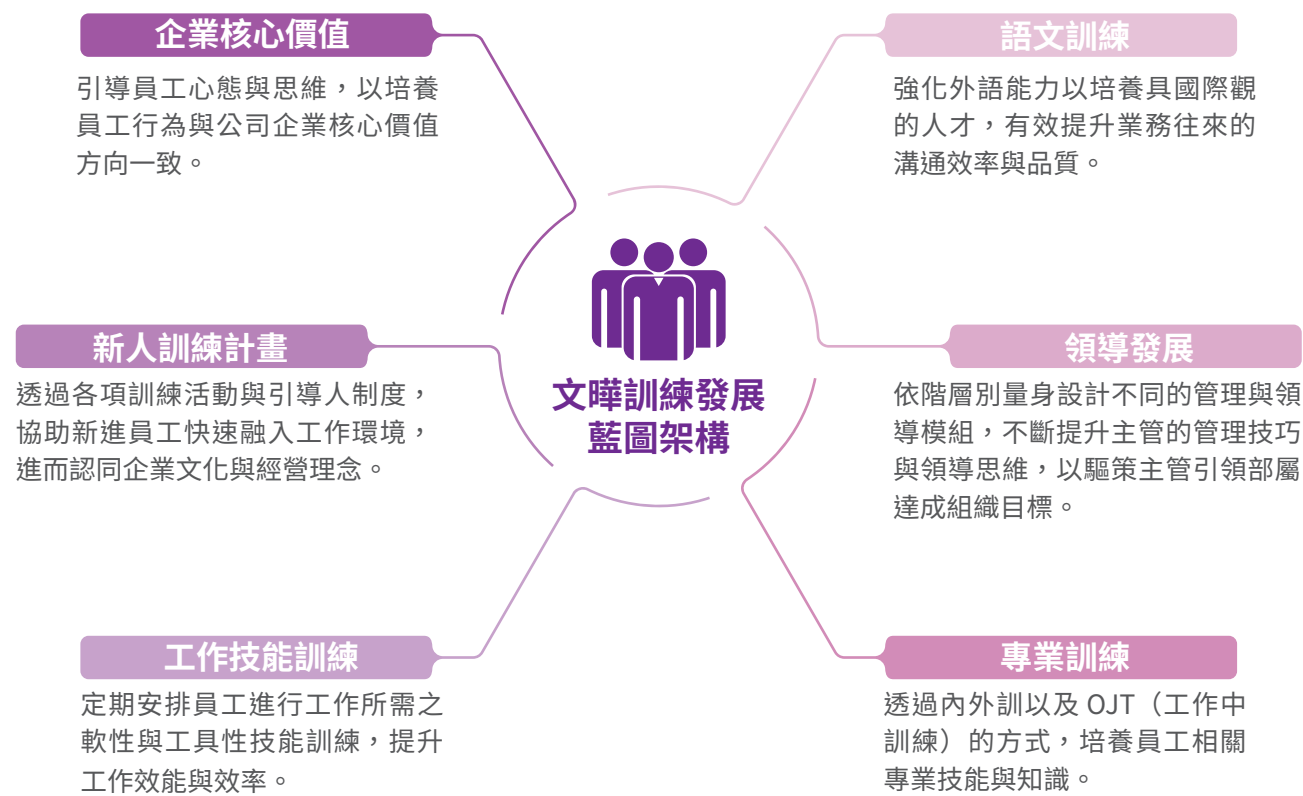 企業核心價值
引導員工心態與思維，以培養
員工行為與公司企業核心價值
方向一致。
語文訓練
強化外語能力以培養具國際觀
的人才，有效提升業務往來的
溝通效率與品質。
文曄訓練發展
藍圖架構
新人訓練計畫
透過各項訓練活動與引導人制度，
協助新進員工快速融入工作環境，
進而認同企業文化與經營理念。
領導發展
依階層別量身設計不同的管理與領
導模組，不斷提升主管的管理技巧
與領導思維，以驅策主管引領部屬
達成組織目標。
工作技能訓練
定期安排員工進行工作所需之
軟性與工具性技能訓練，提升
工作效能與效率。
專業訓練
透過內外訓以及 OJT（工作中
訓練）的方式，培養員工相關
專業技能與知識。